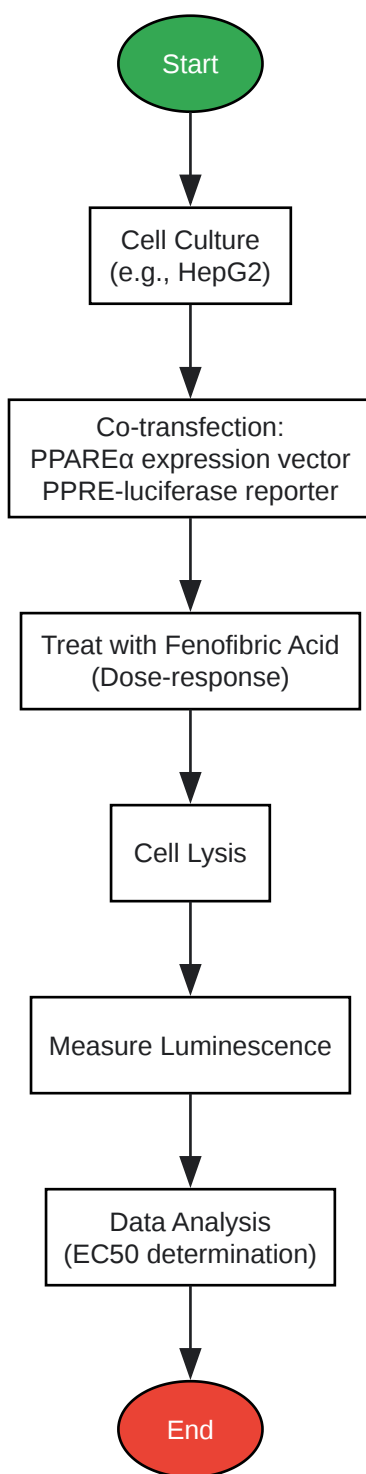 Start
Cell Culture
(e.g., HepG2)
Co-transfection:
PPAREα expression vector
PPRE-luciferase reporter
Treat with Fenofibric Acid
(Dose-response)
Cell Lysis
Measure Luminescence
Data Analysis
(EC50 determination)
End